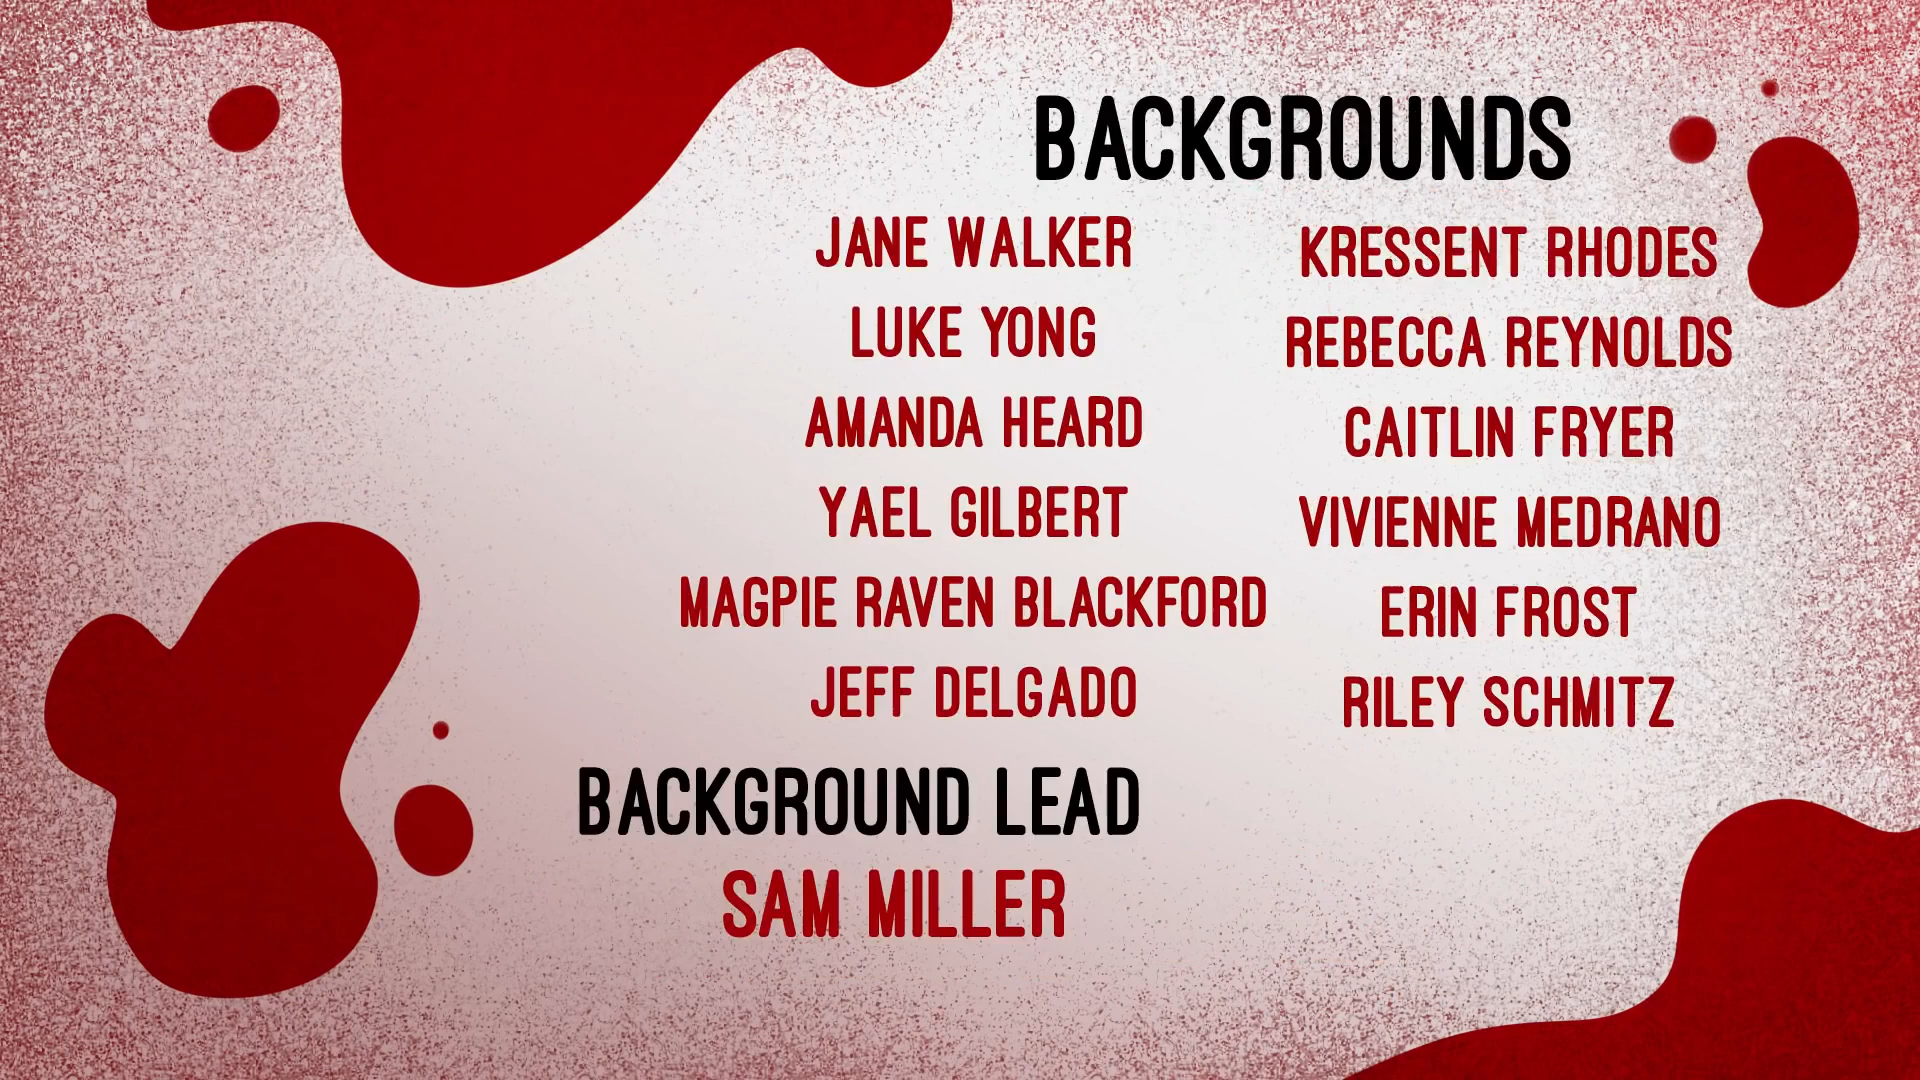 BACKGROUNDS
JANE WALKER
LUKE YONG
AMANDA HEARD
YAEL GILBERT
MAGPIE RAVEN BLACKFORD
JEFF DELGADO
KRESSENT RHODES
REBECCA REYNOLDS
CAITLIN FRYER
VIVIENNE MEDRANO
ERIN FROST
RILEY SCHMITZ
BACKGROUND LEAD
SAM MILLER